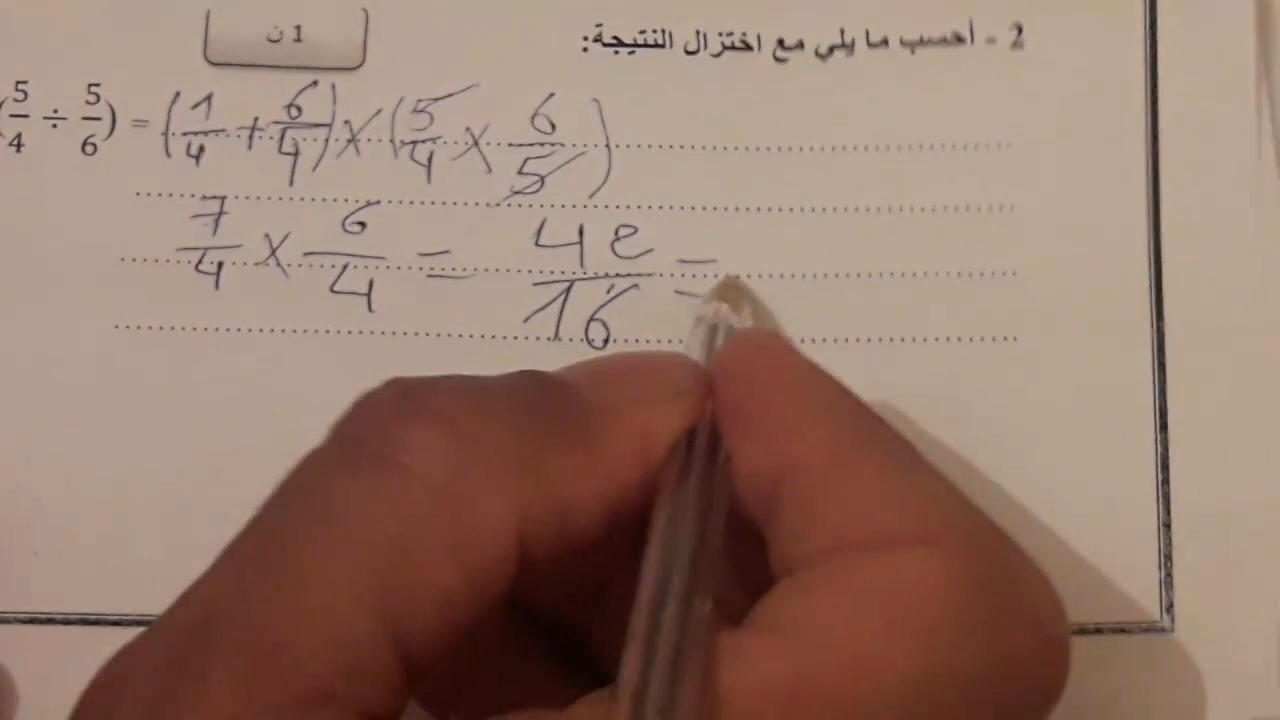 1 ن
2 - أحسب ما يلي مع اختزال النتيجة:
(5/4 ÷ 5/6) = (1/4 + 6/4) × (5/4 × 6/5)
7/4 × 6/4 = 42/16 =